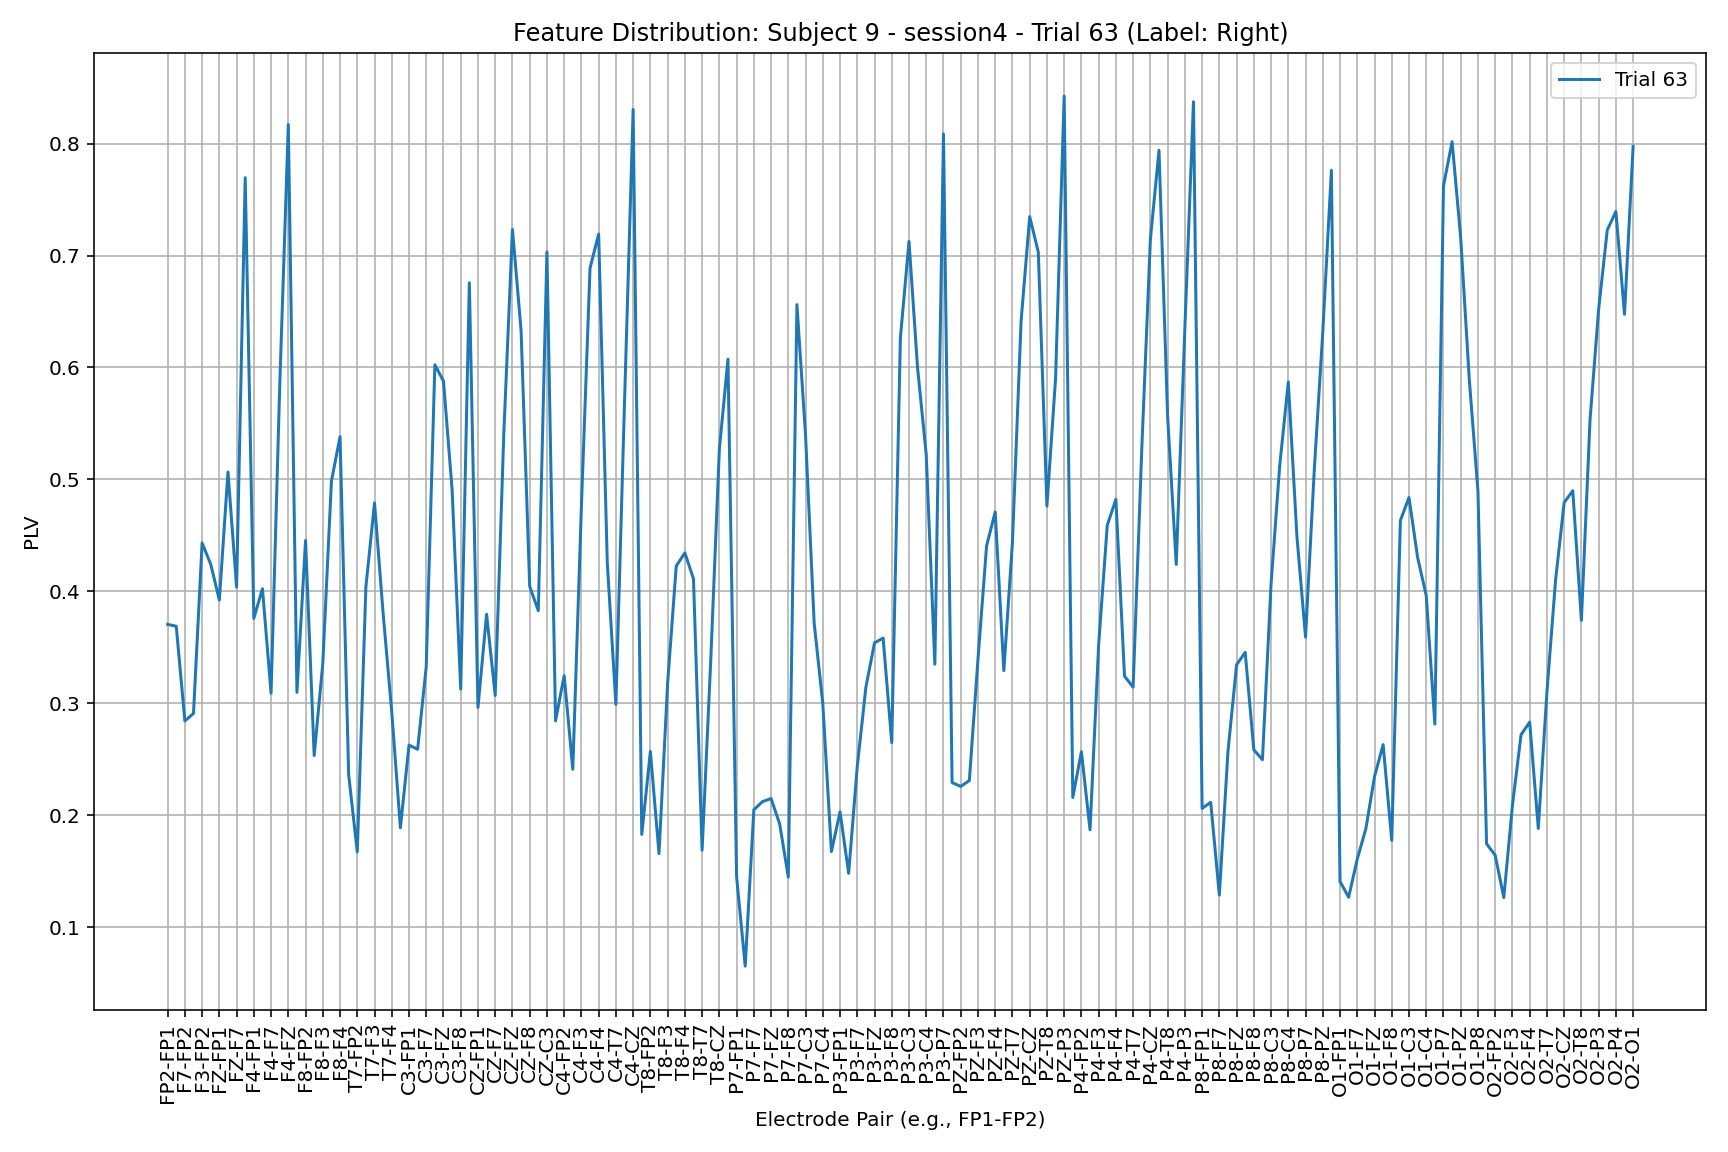 Feature Distribution: Subject 9 - session4 - Trial 63 (Label: Right)
Trial 63
PLV
0.8
0.7
0.6
0.5
0.4
0.3
0.2
0.1
FP2-FP1
F7-FP2
F3-FP2
FZ-FP1
FZ-F7
F4-FP1
F4-F7
F4-FZ
F8-FP2
F8-F3
F8-F4
T7-FP2
T7-F3
T7-F4
C3-FP1
C3-F7
C3-FZ
C3-F8
CZ-FP1
CZ-F7
CZ-FZ
CZ-F8
CZ-C3
C4-FP2
C4-F3
C4-F4
C4-T7
C4-CZ
T8-FP2
T8-F3
T8-F4
T8-T7
T8-CZ
P7-FP1
P7-F7
P7-FZ
P7-F8
P7-C3
P7-C4
P3-FP1
P3-F7
P3-FZ
P3-F8
P3-C3
P3-C4
P3-P7
PZ-FP2
PZ-F3
PZ-F4
PZ-T7
PZ-CZ
PZ-T8
PZ-P3
P4-FP2
P4-F3
P4-F4
P4-T7
P4-CZ
P4-T8
P4-P3
P8-FP1
P8-F7
P8-FZ
P8-F8
P8-C3
P8-C4
P8-P7
P8-PZ
O1-FP1
O1-F7
O1-FZ
O1-F8
O1-C3
O1-C4
O1-P7
O1-PZ
O1-P8
O2-FP2
O2-F3
O2-F4
O2-T7
O2-CZ
O2-T8
O2-P3
O2-P4
O2-O1
Electrode Pair (e.g., FP1-FP2)